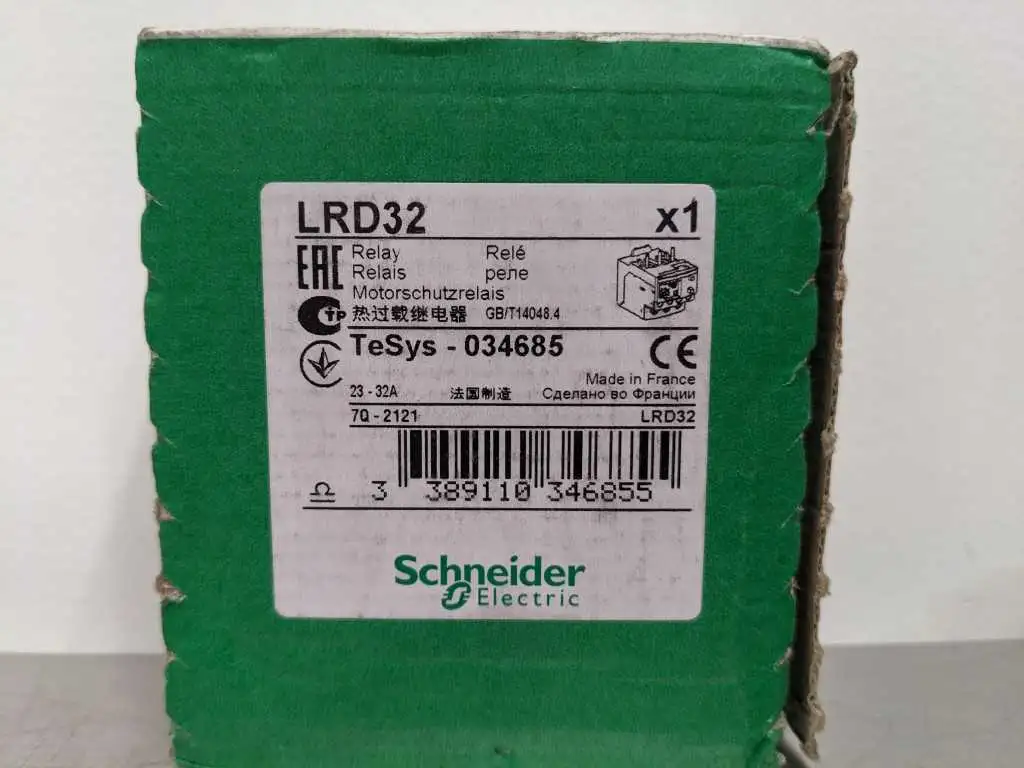 LRD32 x1
EAC Relay Relé
Relais реле
Motorschutzrelais
热过载继电器 GB/T14048.4
TeSys - 034685 CE
Made in France
23 - 32A 法国制造 Сделано во Франции
7Q - 2121 LRD32
3 389110 346855
Schneider
Electric